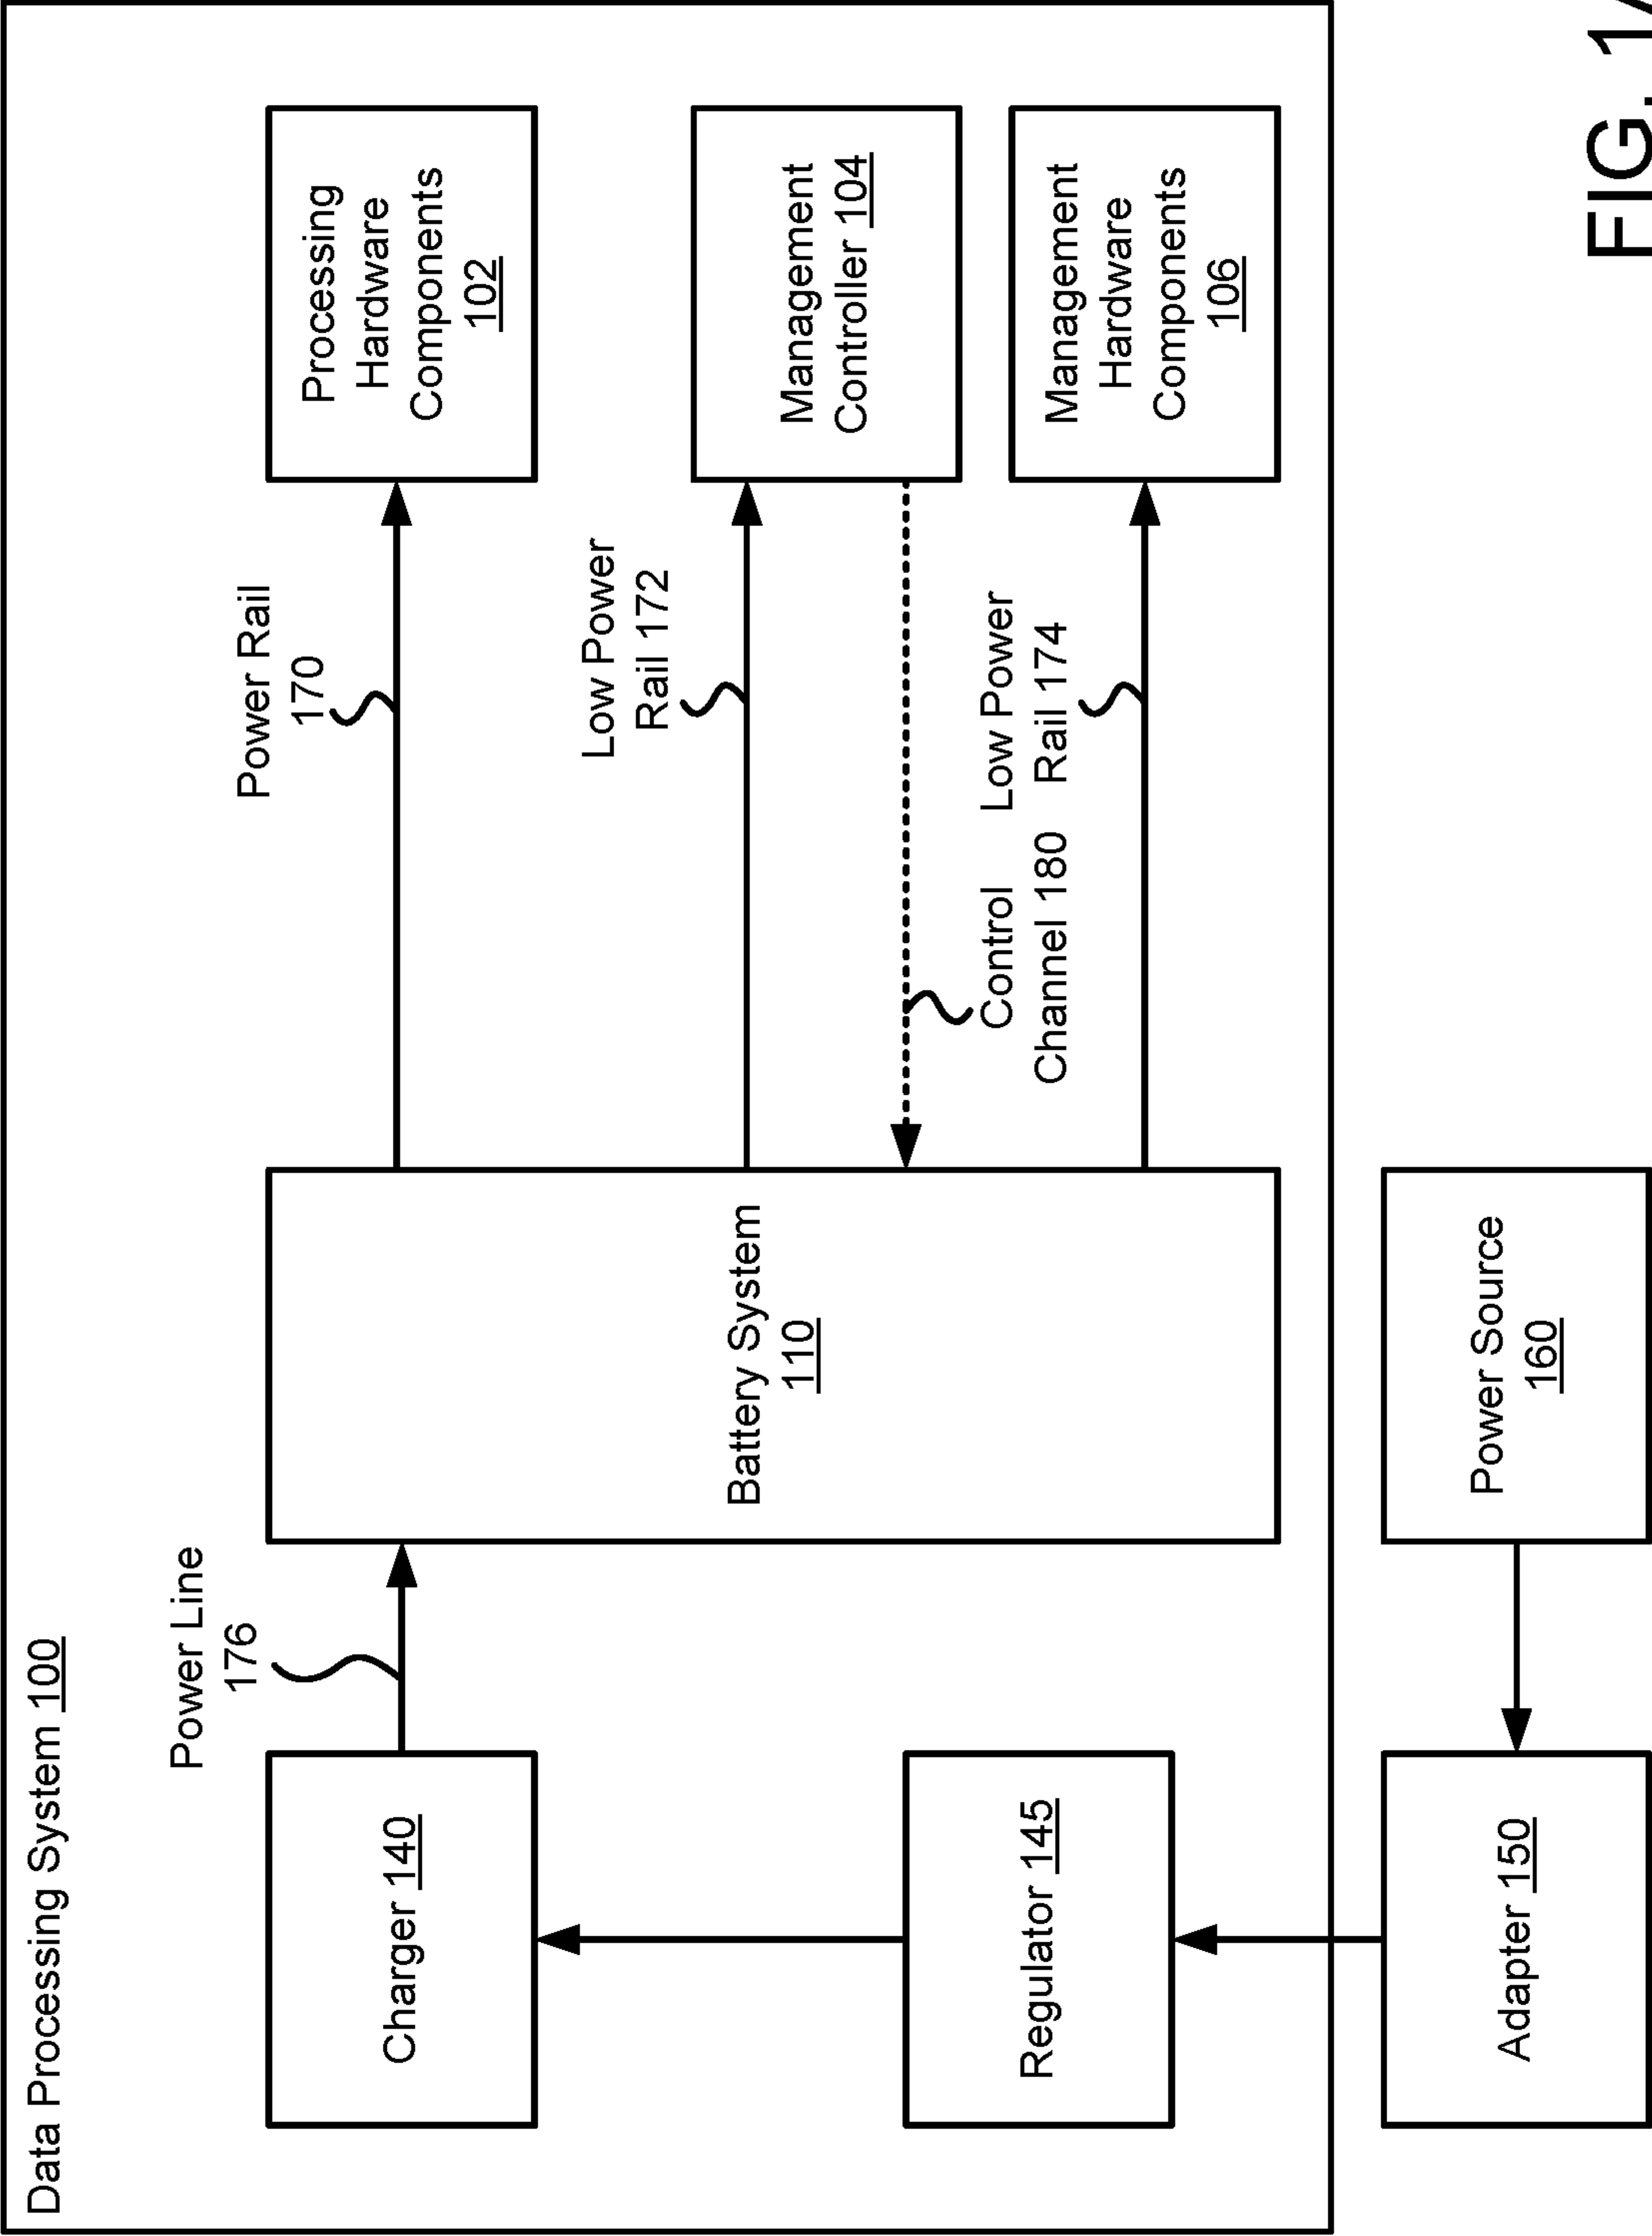 Data Processing System 100
Power Line
176
Charger 140
Regulator 145
Battery System
110
Power Rail
170
Low Power
Rail 172
Control
Channel 180
Low Power
Rail 174
Processing
Hardware
Components
102
Management
Controller 104
Management
Hardware
Components
106
Adapter 150
Power Source
160
FIG. 1